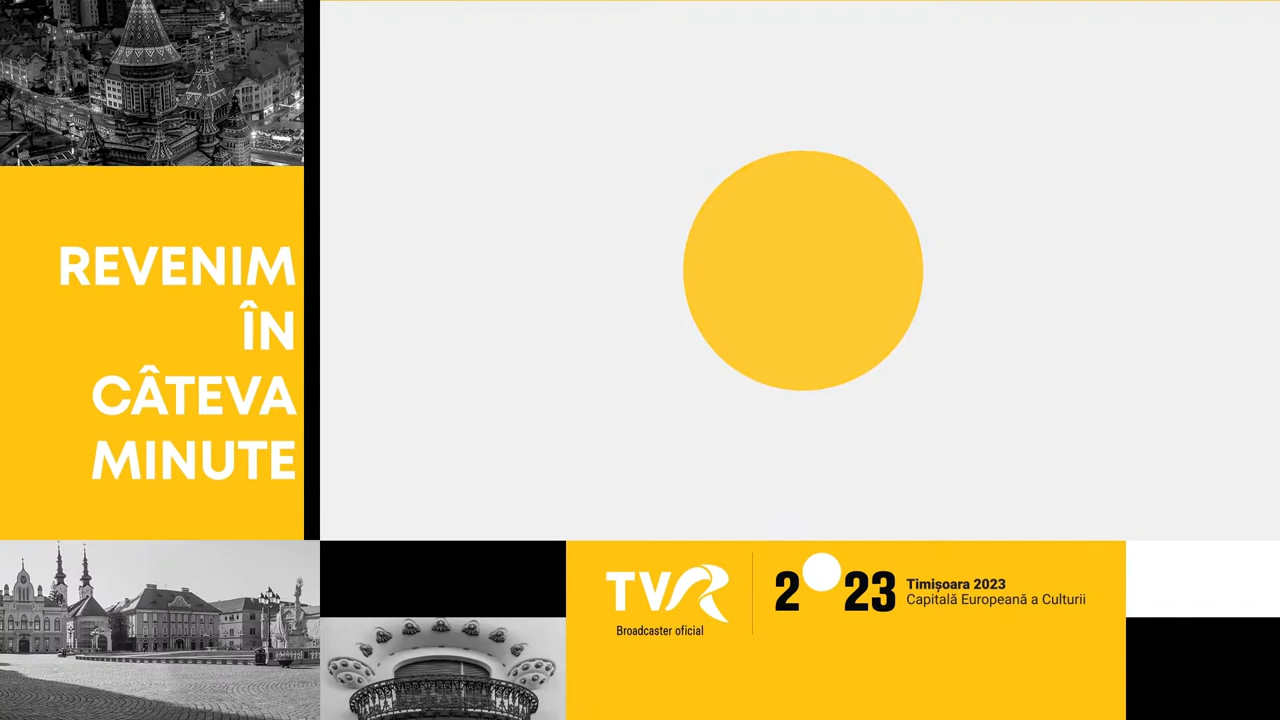 REVENIM
ÎN
CÂTEVA
MINUTE
TVR
Broadcaster oficial
2023
Timișoara 2023
Capitală Europeană a Culturii